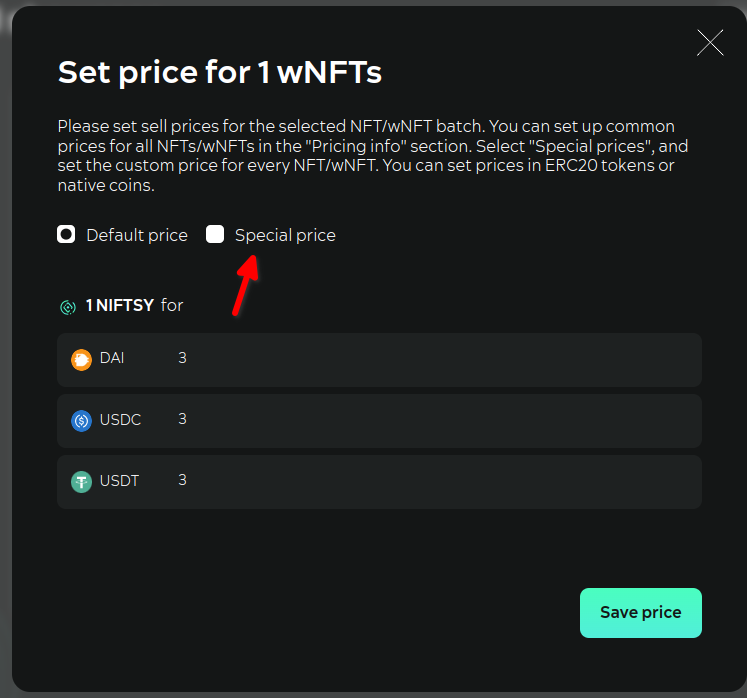 Set price for 1 wNFTs
Please set sell prices for the selected NFT/wNFT batch. You can set up common
prices for all NFTs/wNFTs in the "Pricing info" section. Select "Special prices", and
set the custom price for every NFT/wNFT. You can set prices in ERC20 tokens or
native coins.
Default price Special price
1 NIFTSY for
DAI 3
USDC 3
USDT 3
Save price